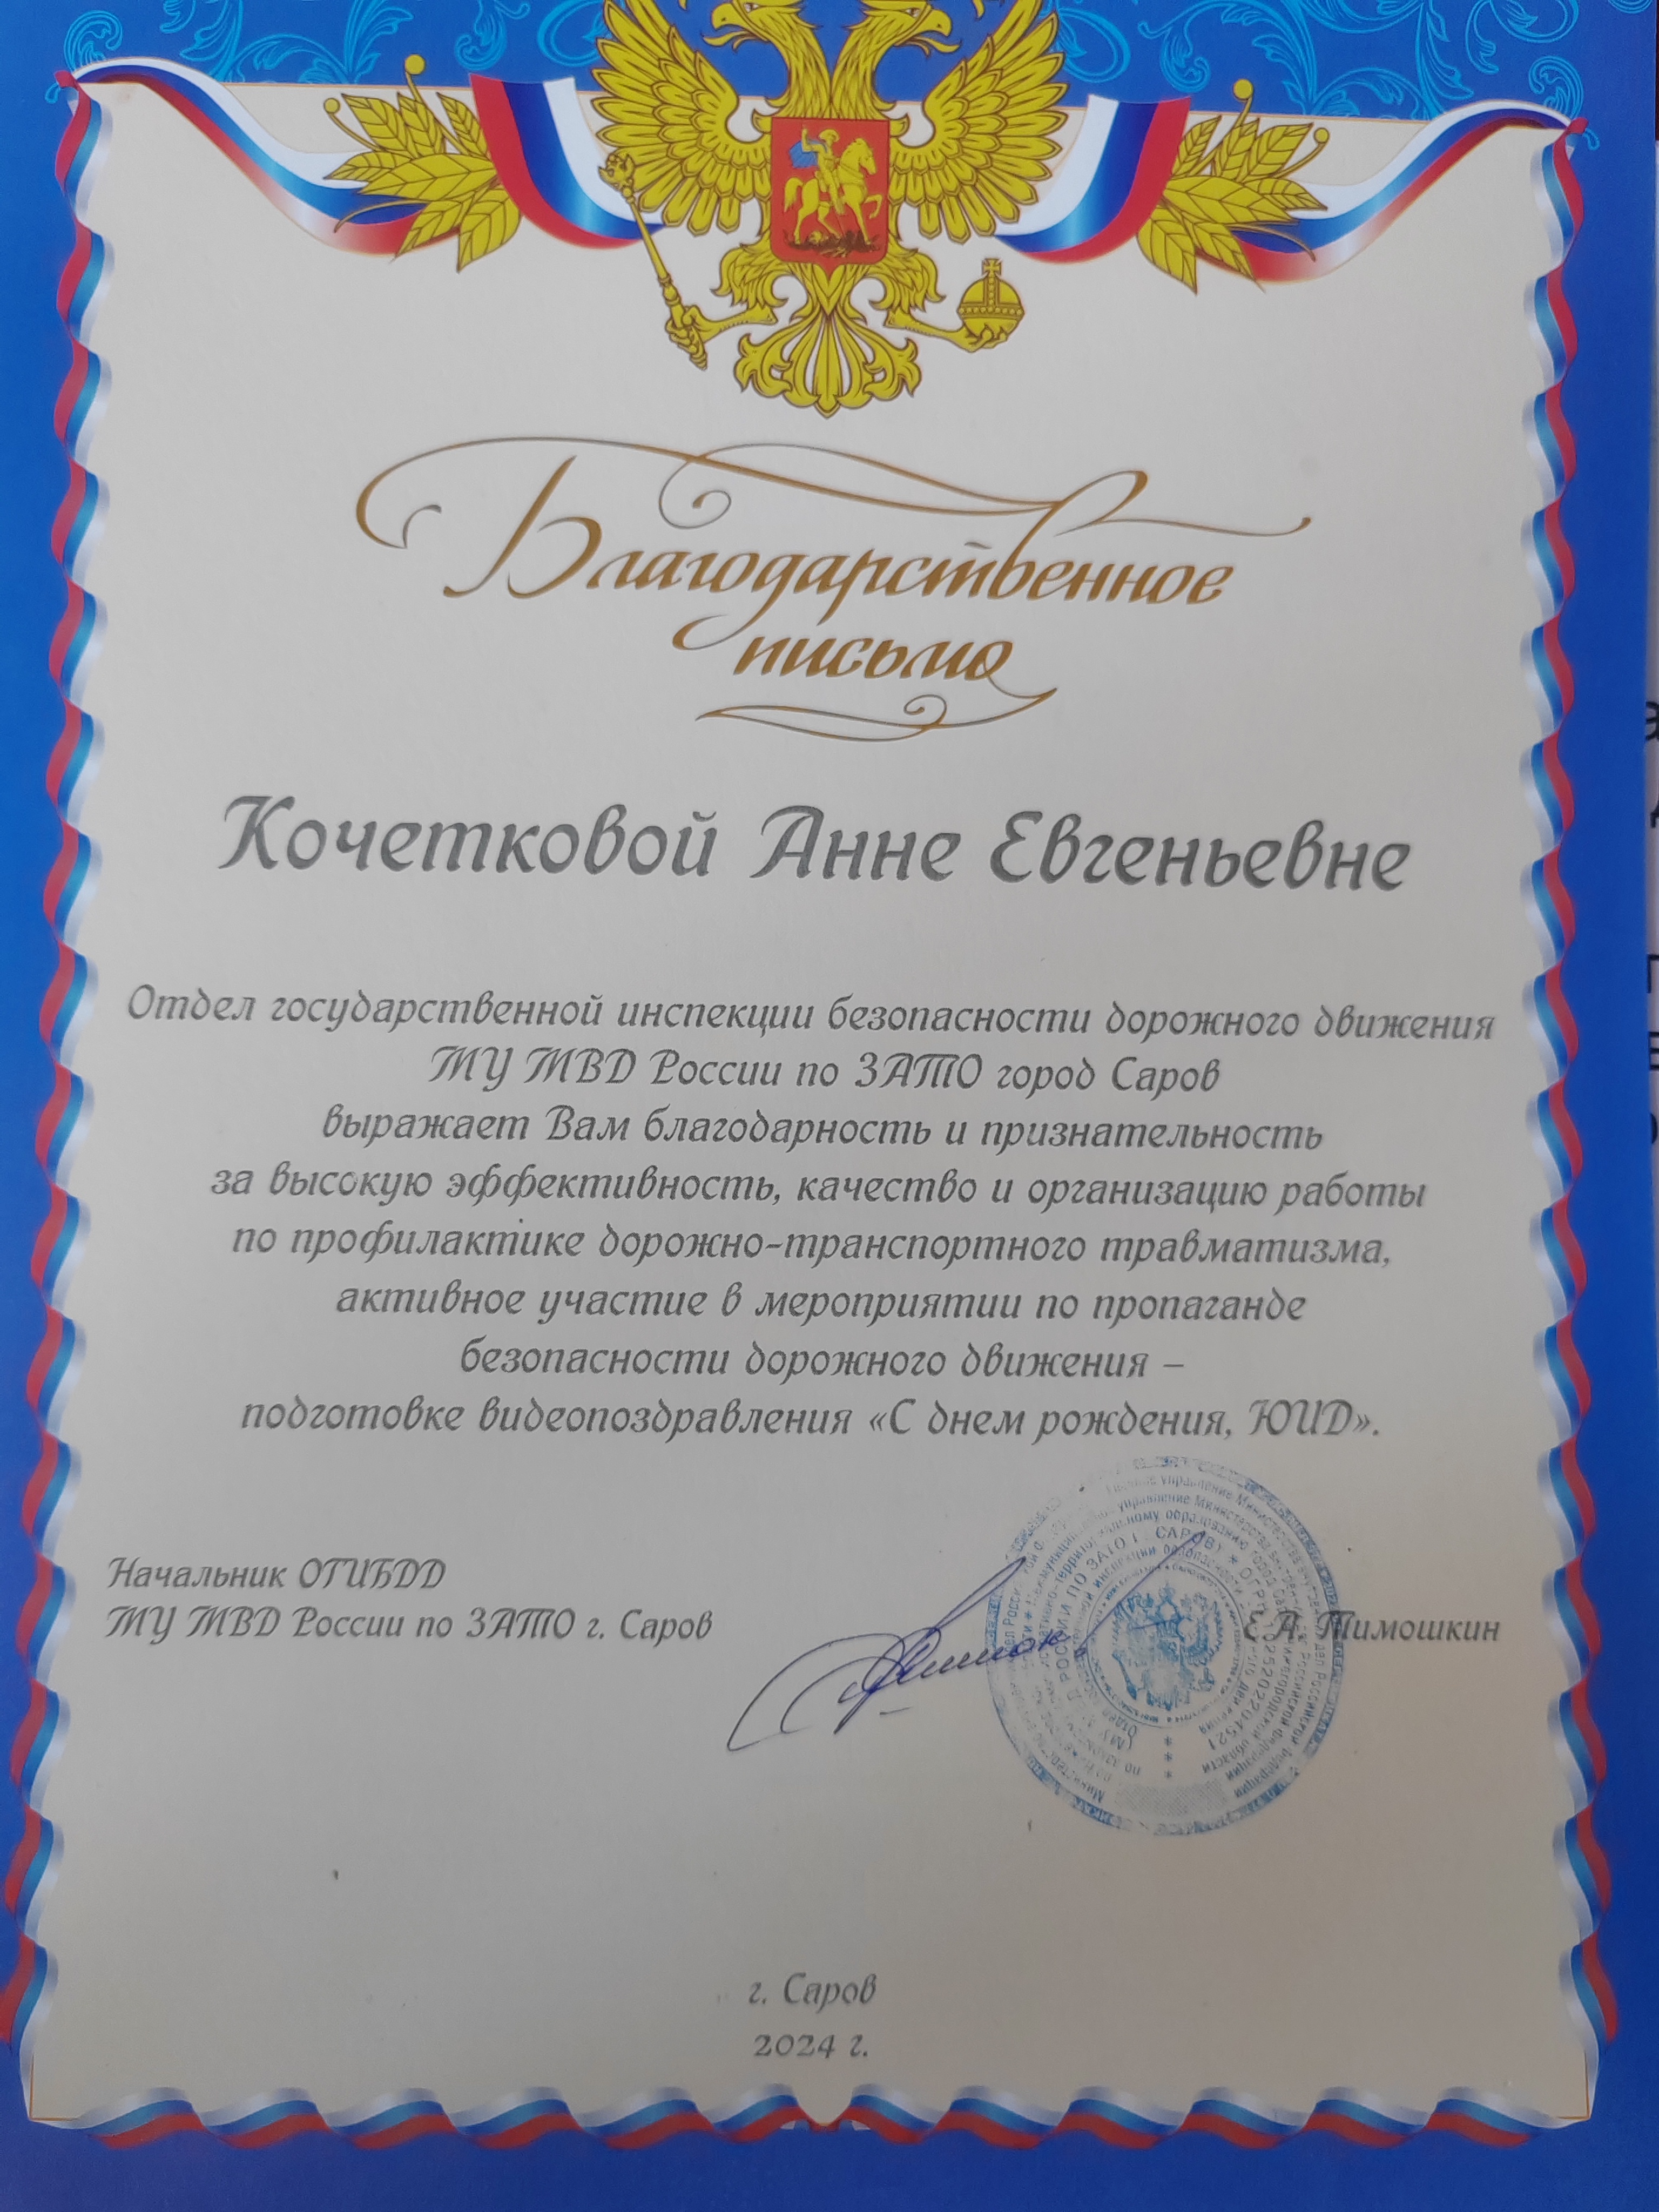 Благодарственное
письмо
Кочетковой Анне Евгеньевне
Отдел государственной инспекции безопасности дорожного движения
МУ МВД России по ЗАТО город Саров
выражает Вам благодарность и признательность
за высокую эффективность, качество и организацию работы
по профилактике дорожно-транспортного травматизма,
активное участие в мероприятии по пропаганде
безопасности дорожного движения –
подготовке видеопоздравления «С днем рождения, ЮИД».
Начальник ОГИБДД
МУ МВД России по ЗАТО г. Саров
Е.А. Тимошкин
г. Саров
2024 г.